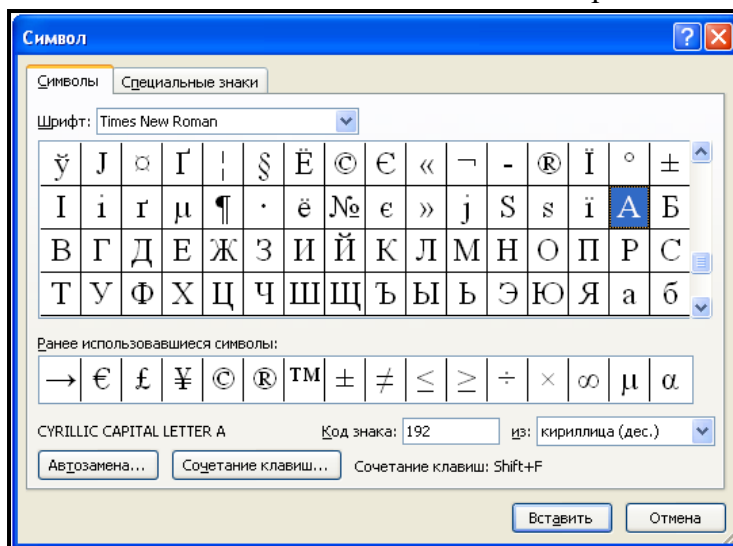 Символ
Символы Специальные знаки
Шрифт: Times New Roman
ў Ј ¤ Ґ ¦ § Ё © Є « ¬ - ® Ї ° ±
І і ґ µ ¶ · ё № є » ј Ѕ ѕ ї А Б
В Г Д Е Ж З И Й К Л М Н О П Р С
Т У Ф Х Ц Ч Ш Щ Ъ Ы Ь Э Ю Я а б
Ранее использовавшиеся символы:
→ € £ ¥ © ® ™ ± ≠ ≤ ≥ ÷ × ∞ µ α
CYRILLIC CAPITAL LETTER A Код знака: 192 из: кириллица (дес.)
Автозамена... Сочетание клавиш... Сочетание клавиш: Shift+F
Вставить Отмена